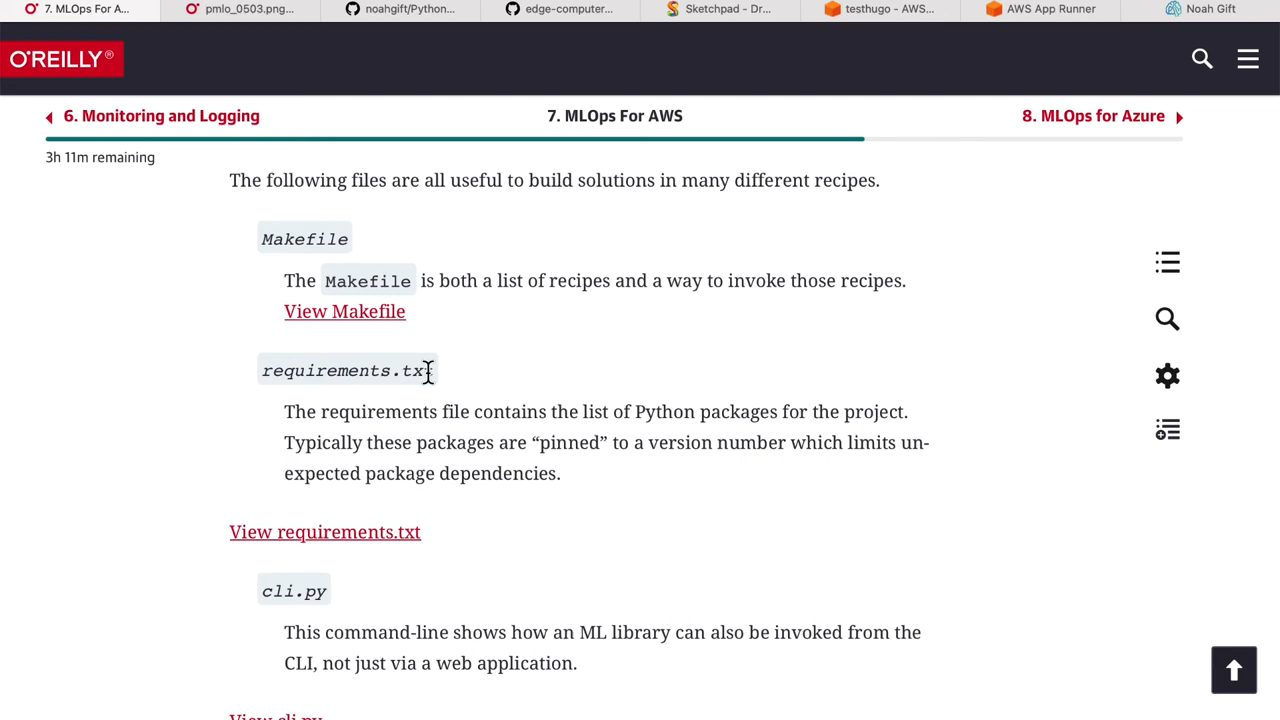 7. MLOps For A...
pmlo_0503.png...
noahgift/Python...
edge-computer...
Sketchpad - Dr...
testhugo - AWS...
AWS App Runner
Noah Gift
O'REILLY®
6. Monitoring and Logging
7. MLOps For AWS
8. MLOps for Azure
3h 11m remaining
The following files are all useful to build solutions in many different recipes.
Makefile
The Makefile is both a list of recipes and a way to invoke those recipes.
View Makefile
requirements.txt
The requirements file contains the list of Python packages for the project.
Typically these packages are “pinned” to a version number which limits un-
expected package dependencies.
View requirements.txt
cli.py
This command-line shows how an ML library can also be invoked from the
CLI, not just via a web application.
View cli.py